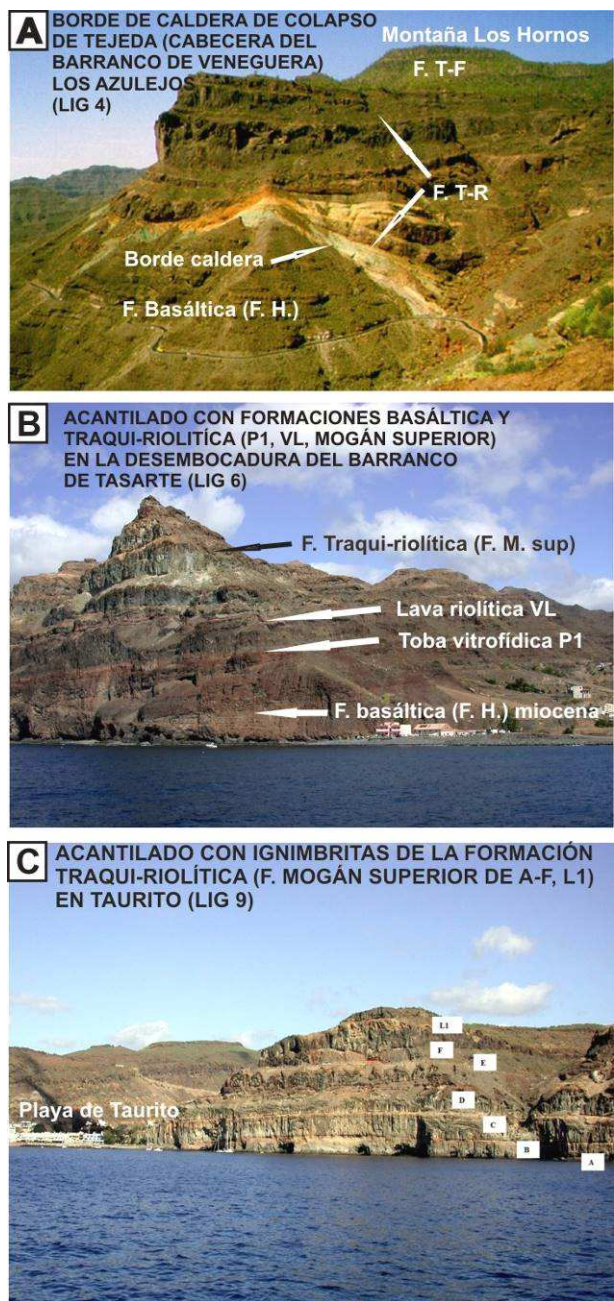 A
BORDE DE CALDERA DE COLAPSO
DE TEJEDA (CABECERA DEL
BARRANCO DE VENEGUERA)
LOS AZULEJOS
(LIG 4)
Montaña Los Hornos
F. T-F
F. T-R
Borde caldera
F. Basáltica (F. H.)
B
ACANTILADO CON FORMACIONES BASÁLTICA Y
TRAQUI-RIOLITÍCA (P1, VL, MOGÁN SUPERIOR)
EN LA DESEMBOCADURA DEL BARRANCO
DE TASARTE (LIG 6)
F. Traqui-riolítica (F. M. sup)
Lava riolítica VL
Toba vitrofídica P1
F. basáltica (F. H.) miocena
C
ACANTILADO CON IGNIMBRITAS DE LA FORMACIÓN
TRAQUI-RIOLÍTICA (F. MOGÁN SUPERIOR DE A-F, L1)
EN TAURITO (LIG 9)
L1
F
E
D
Playa de Taurito
C
B
A